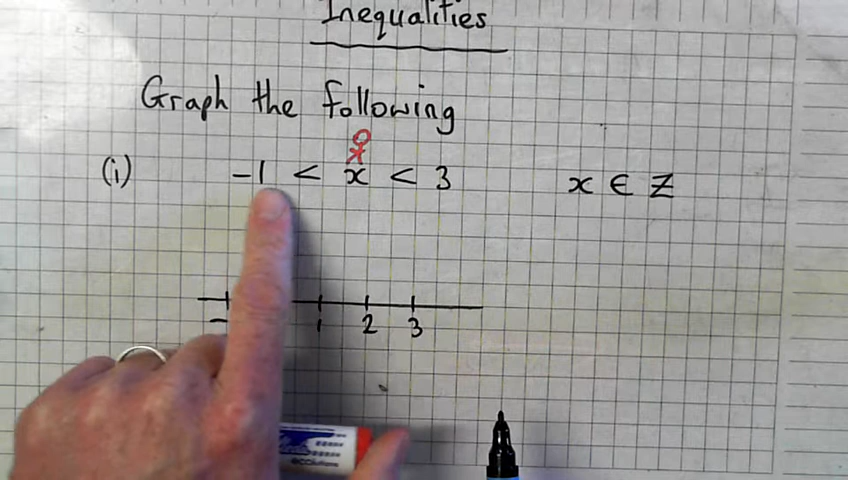 Inequalities
Graph the following
(i) -1 < x < 3 x ∈ Z
- 1 2 3